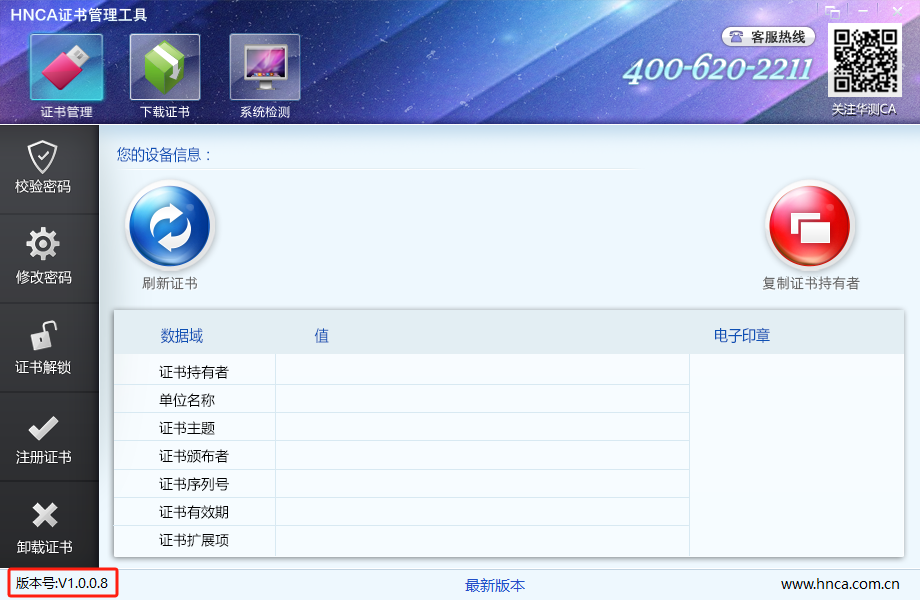 HNCA证书管理工具
客服热线
400-620-2211
证书管理
下载证书
系统检测
关注华测CA
校验密码
修改密码
证书解锁
注册证书
卸载证书
您的设备信息：
刷新证书
复制证书持有者
数据域 值 电子印章
证书持有者
单位名称
证书主题
证书颁布者
证书序列号
证书有效期
证书扩展项
版本号:V1.0.0.8
最新版本
www.hnca.com.cn